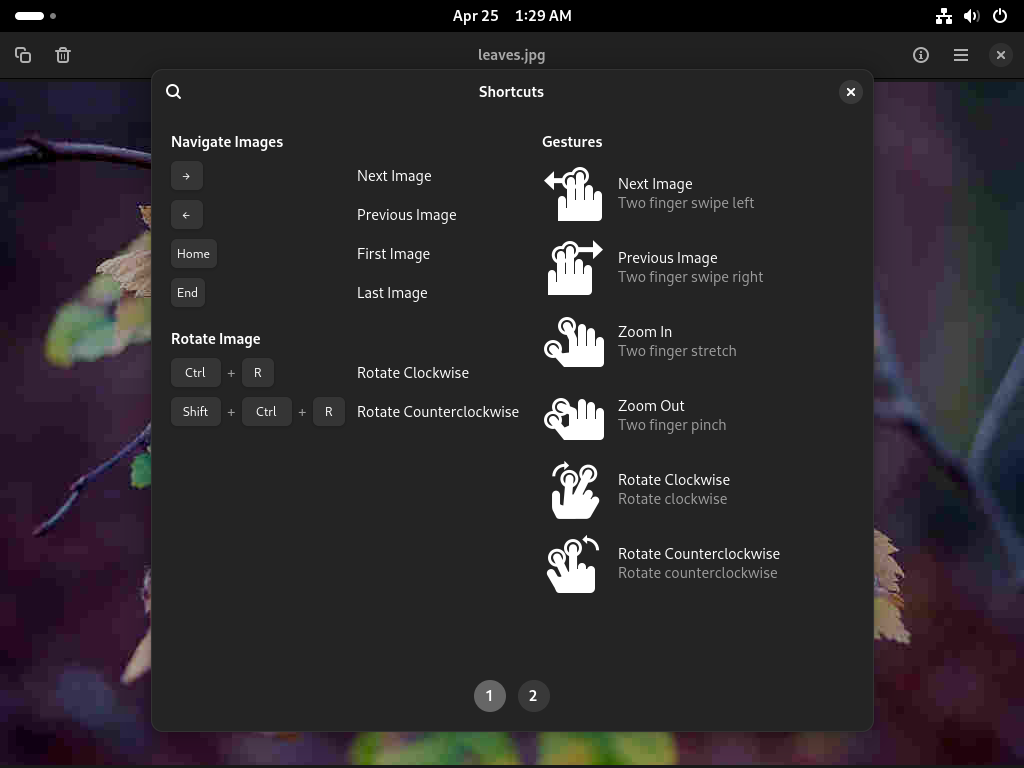 Apr 25 1:29 AM
leaves.jpg
Shortcuts
Navigate Images
→ Next Image
← Previous Image
Home First Image
End Last Image
Rotate Image
Ctrl + R Rotate Clockwise
Shift + Ctrl + R Rotate Counterclockwise
Gestures
Next Image
Two finger swipe left
Previous Image
Two finger swipe right
Zoom In
Two finger stretch
Zoom Out
Two finger pinch
Rotate Clockwise
Rotate clockwise
Rotate Counterclockwise
Rotate counterclockwise
1 2